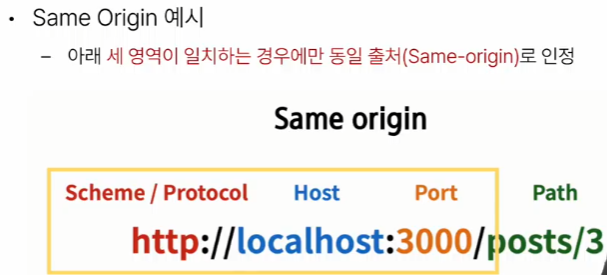 • Same Origin 예시
– 아래 세 영역이 일치하는 경우에만 동일 출처(Same-origin)로 인정
Same origin
Scheme / Protocol Host Port Path
http://localhost:3000/posts/3